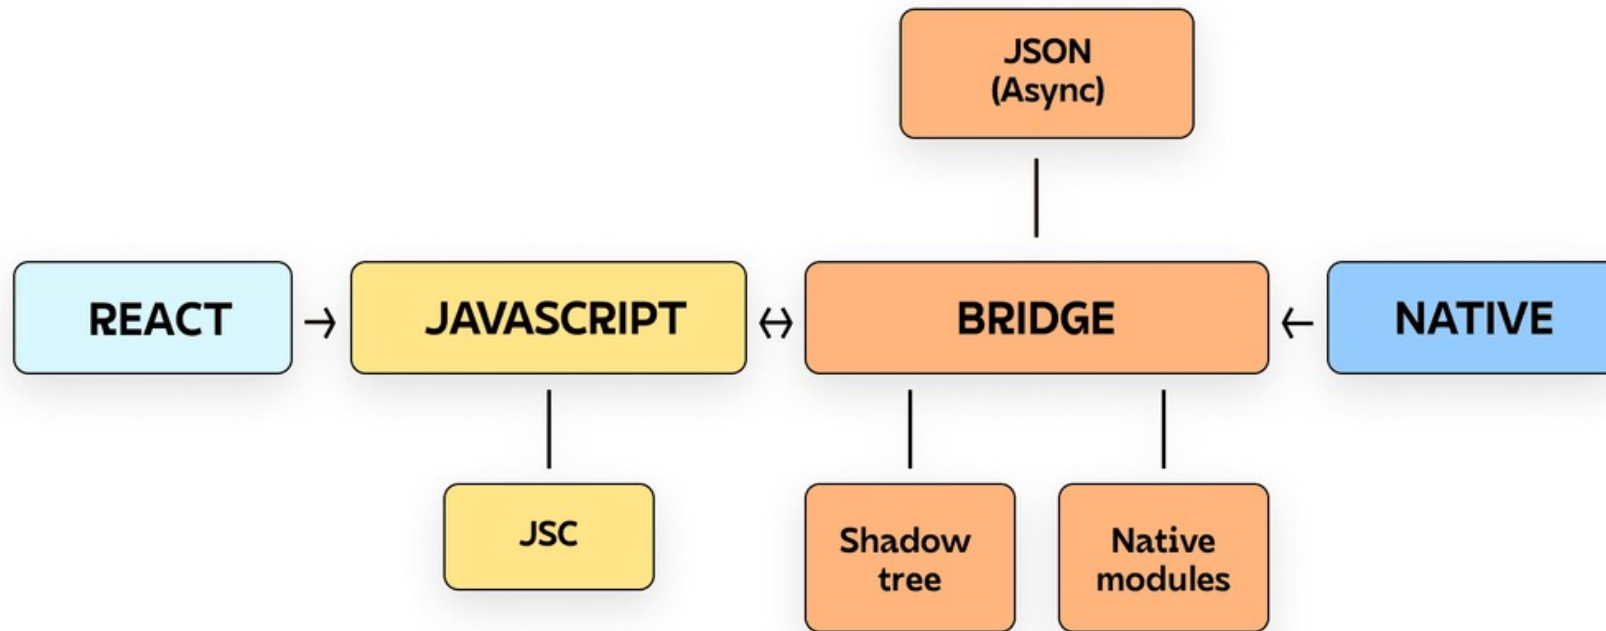 JSON
(Async)
REACT
JAVASCRIPT
BRIDGE
NATIVE
JSC
Shadow
tree
Native
modules